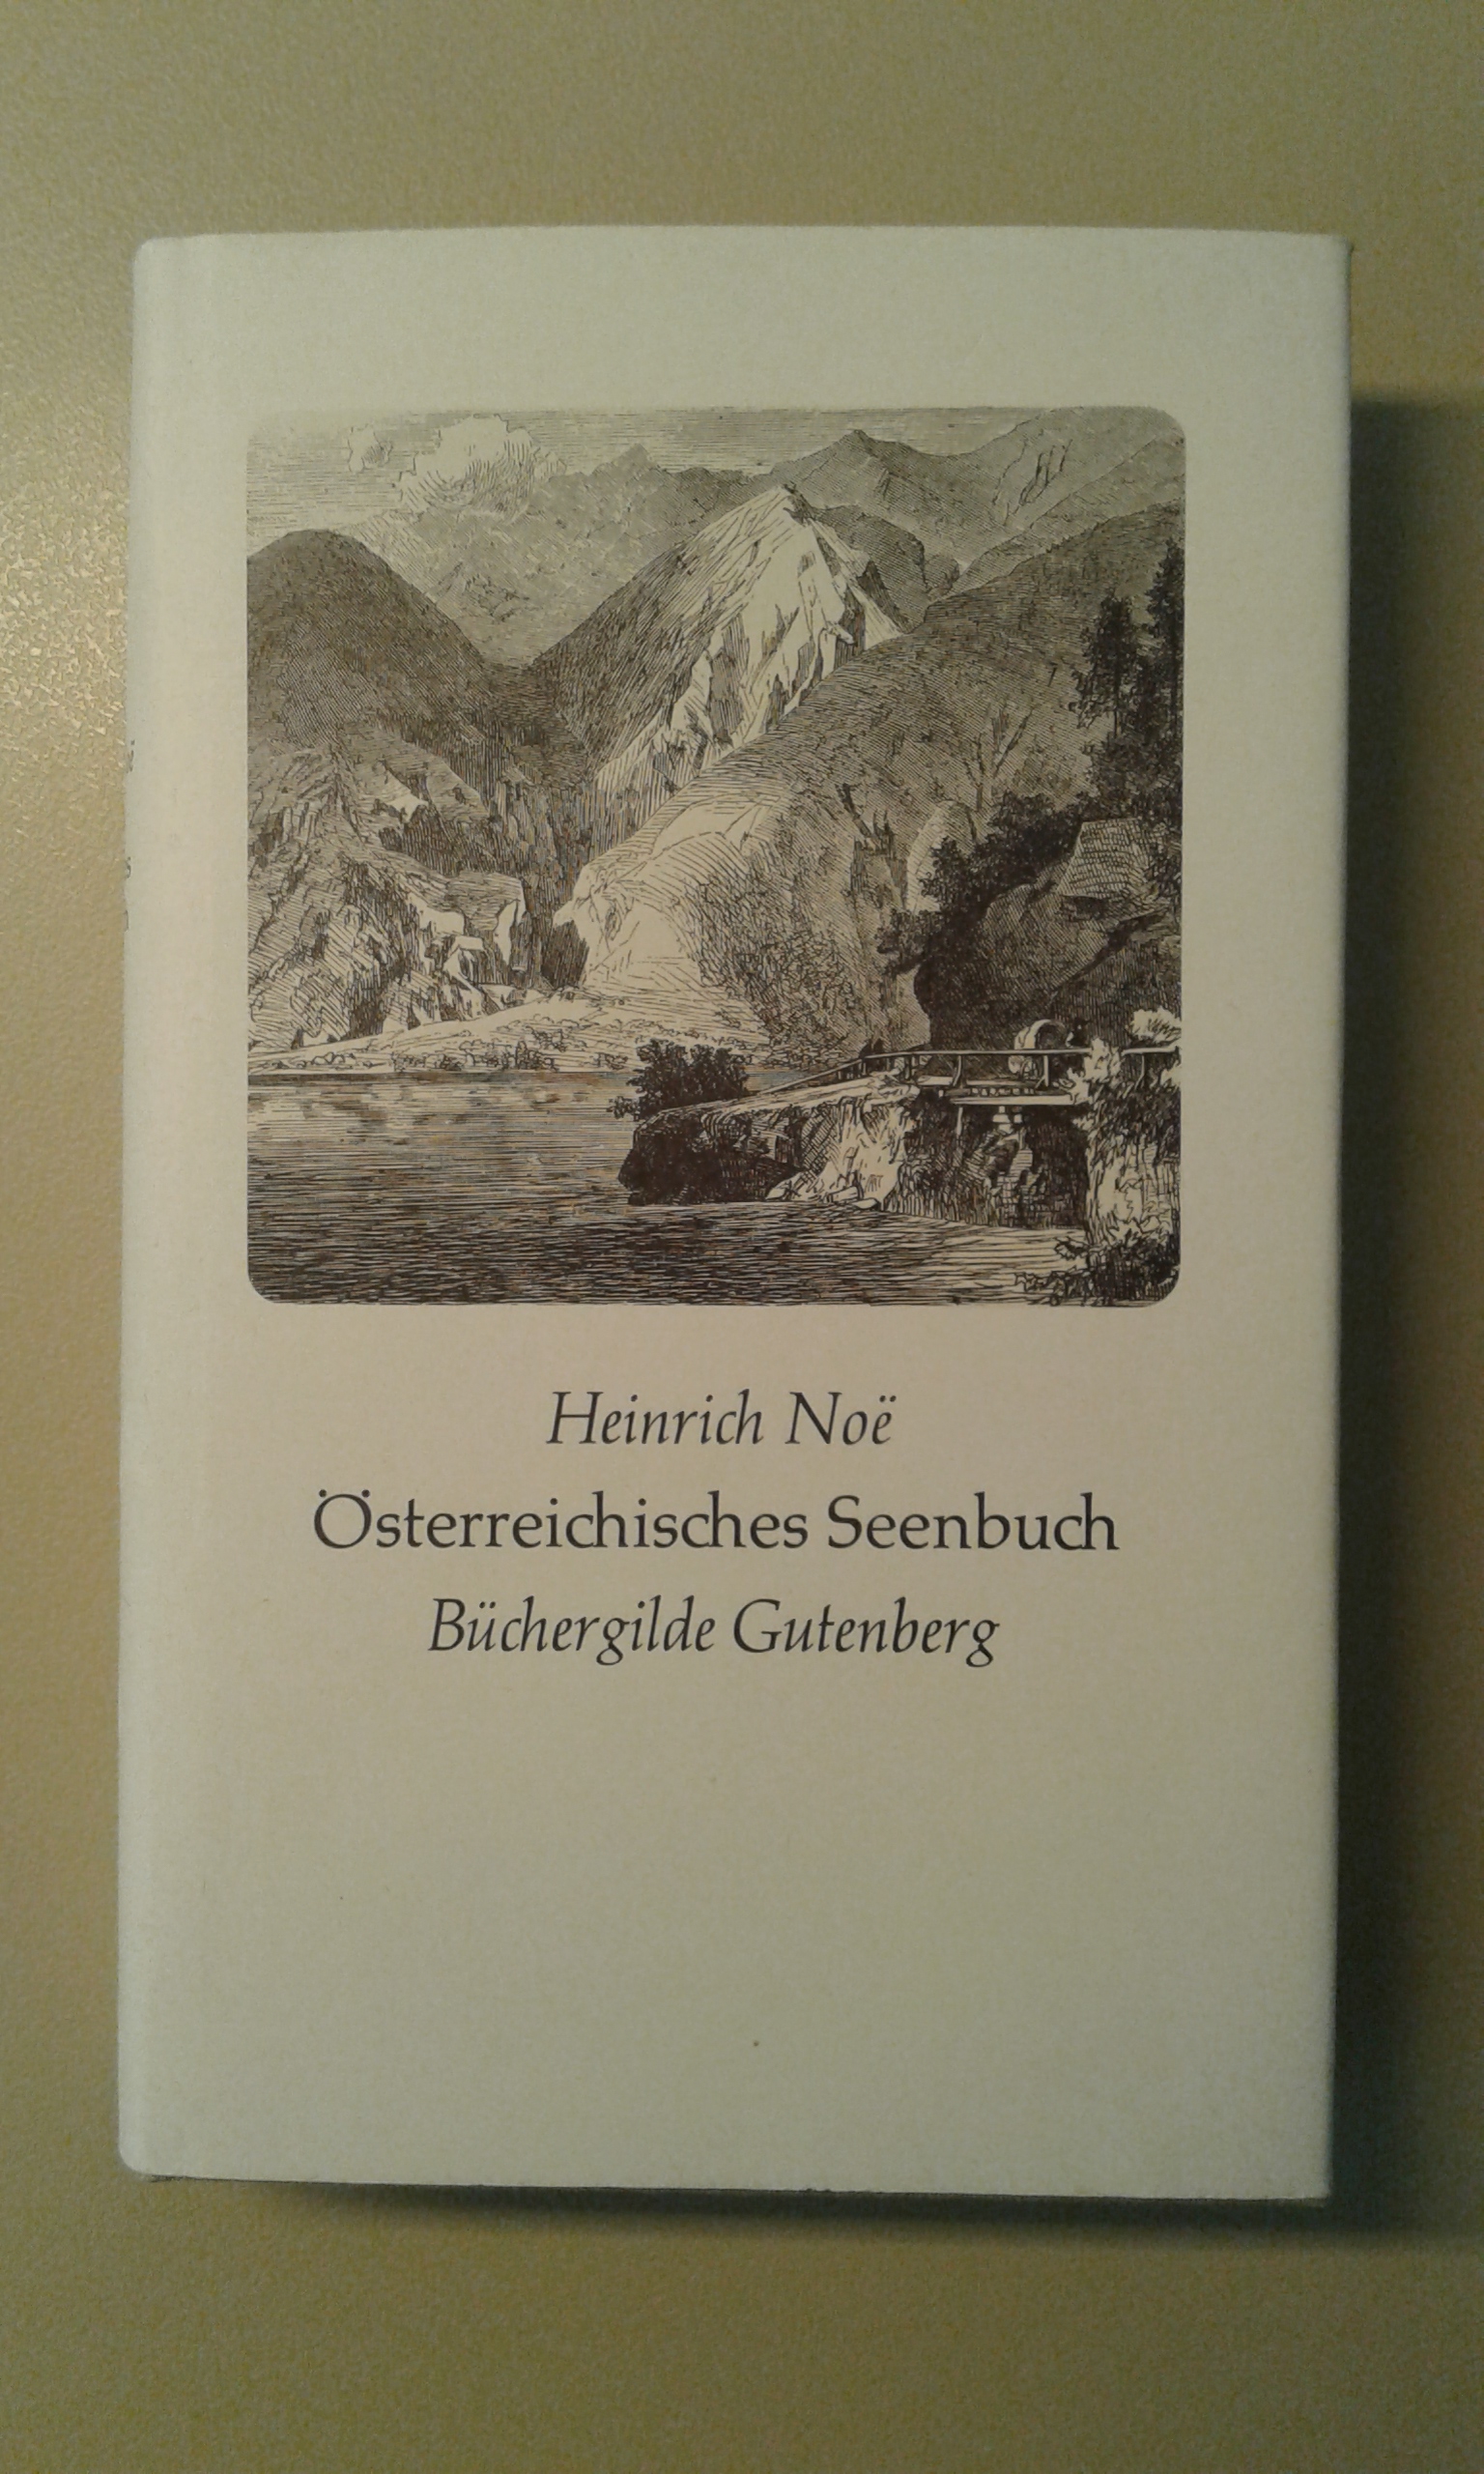 Heinrich Noë
Österreichisches Seenbuch
Büchergilde Gutenberg